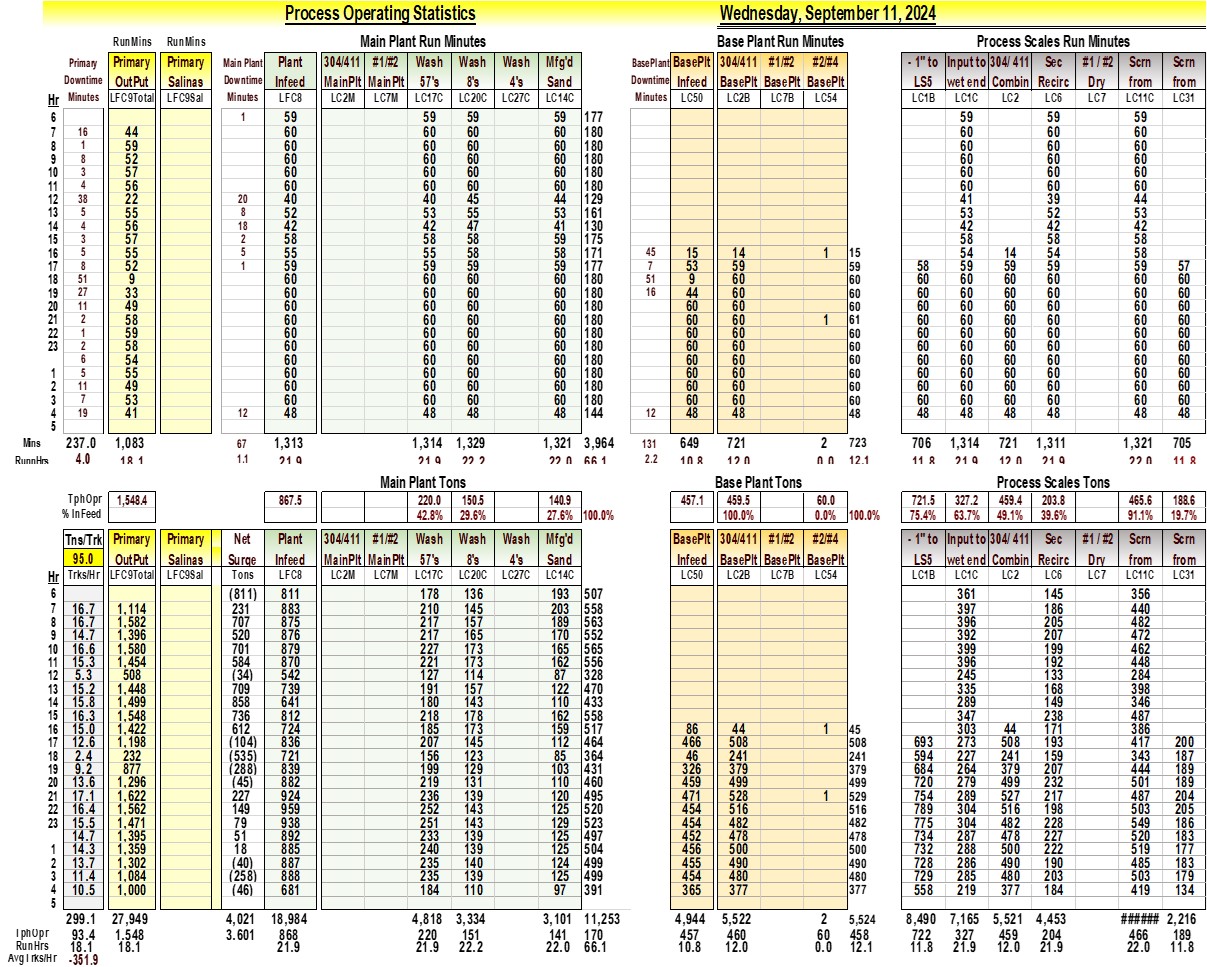 Process Operating Statistics Wednesday, September 11, 2024
RunMins RunMins Main Plant Run Minutes Base Plant Run Minutes Process Scales Run Minutes
Primary Primary Primary Main Plant Plant 304/411 #1/#2 Wash Wash Wash Mfg'd BasePlant BasePlt 304/411 #1/#2 #2/#4 - 1" to Input to 304/ 411 Sec #1 / #2 Scrn Scrn
Downtime OutPut Salinas Downtime Infeed MainPlt MainPlt 57's 8's 4's Sand Downtime Infeed BasePlt BasePlt BasePlt LS5 wet end Combin Recirc Dry from from
Hr Minutes LFC9Total LFC9Sal Minutes LFC8 LC2M LC7M LC17C LC20C LC27C LC14C Minutes LC50 LC2B LC7B LC54 LC1B LC1C LC2 LC6 LC7 LC11C LC31
6 1 59 59 59 59 177 59 59 59
7 16 44 60 60 60 60 180 60 60 60
8 1 59 60 60 60 60 180 60 60 60
9 8 52 60 60 60 60 180 60 60 60
10 3 57 60 60 60 60 180 60 60 60
11 4 56 60 60 60 60 180 60 60 60
12 38 22 20 40 40 45 44 129 41 39 44
13 5 55 8 52 53 55 53 161 53 52 53
14 4 56 18 42 42 47 41 130 42 42 42
15 3 57 2 58 58 58 59 175 58 58 58
16 5 55 5 55 55 58 58 171 45 15 14 1 15 54 14 54 58
17 8 52 1 59 59 59 59 177 7 53 59 59 58 59 59 59 59 57
18 51 9 60 60 60 60 180 51 9 60 60 60 60 60 60 60 60
19 27 33 60 60 60 60 180 16 44 60 60 60 60 60 60 60 60
20 11 49 60 60 60 60 180 60 60 60 60 60 60 60 60 60
21 2 58 60 60 60 60 180 60 60 1 61 60 60 60 60 60 60
22 1 59 60 60 60 60 180 60 60 60 60 60 60 60 60 60
23 2 58 60 60 60 60 180 60 60 60 60 60 60 60 60 60
6 54 60 60 60 60 180 60 60 60 60 60 60 60 60 60
1 5 55 60 60 60 60 180 60 60 60 60 60 60 60 60 60
2 11 49 60 60 60 60 180 60 60 60 60 60 60 60 60 60
3 7 53 60 60 60 60 180 60 60 60 60 60 60 60 60 60
4 19 41 12 48 48 48 48 144 12 48 48 48 48 48 48 48 48 48
5
Mins 237.0 1,083 67 1,313 1,314 1,329 1,321 3,964 131 649 721 2 723 706 1,314 721 1,311 1,321 705
RunnHrs 4.0 18.1 1.1 21.9 21.9 22.2 22.0 66.1 2.2 10.8 12.0 0.0 12.1 11.8 21.9 12.0 21.9 22.0 11.8
Main Plant Tons Base Plant Tons Process Scales Tons
TphOpr 1,548.4 867.5 220.0 150.5 140.9 457.1 459.5 60.0 721.5 327.2 459.4 203.8 465.6 188.6
% InFeed 42.8% 29.6% 27.6% 100.0% 100.0% 0.0% 100.0% 75.4% 63.7% 49.1% 39.6% 91.1% 19.7%
Tns/Trk Primary Primary Net Plant 304/411 #1/#2 Wash Wash Wash Mfg'd BasePlt 304/411 #1/#2 #2/#4 - 1" to Input to 304/ 411 Sec #1 / #2 Scrn Scrn
95.0 OutPut Salinas Surge Infeed MainPlt MainPlt 57's 8's 4's Sand Infeed BasePlt BasePlt BasePlt LS5 wet end Combin Recirc Dry from from
Hr Trks/Hr LFC9Total LFC9Sal Tons LFC8 LC2M LC7M LC17C LC20C LC27C LC14C LC50 LC2B LC7B LC54 LC1B LC1C LC2 LC6 LC7 LC11C LC31
6 (811) 811 178 136 193 507 361 145 356
7 16.7 1,114 231 883 210 145 203 558 397 186 440
8 16.7 1,582 707 875 217 157 189 563 396 205 482
9 14.7 1,396 520 876 217 165 170 552 392 207 472
10 16.6 1,580 701 879 227 173 165 565 399 199 462
11 15.3 1,454 584 870 221 173 162 556 396 192 448
12 5.3 508 (34) 542 127 114 87 328 245 133 284
13 15.2 1,448 709 739 191 157 122 470 335 168 398
14 15.8 1,499 858 641 180 143 110 433 289 149 346
15 16.3 1,548 736 812 218 178 162 558 347 238 487
16 15.0 1,422 612 724 185 173 159 517 86 44 1 45 303 44 171 386
17 12.6 1,198 (104) 836 207 145 112 464 466 508 508 693 273 508 193 417 200
18 2.4 232 (535) 721 156 123 85 364 46 241 241 594 227 241 159 343 187
19 9.2 877 (288) 839 199 129 103 431 326 379 379 684 264 379 207 444 189
20 13.6 1,296 (45) 882 219 131 110 460 459 499 499 720 279 499 232 501 189
21 17.1 1,622 227 924 236 139 120 495 471 528 1 529 754 289 527 217 487 204
22 16.4 1,562 149 959 252 143 125 520 454 516 516 789 304 516 198 503 205
23 15.5 1,471 79 938 251 143 129 523 454 482 482 775 304 482 228 549 186
14.7 1,395 51 892 233 139 125 497 452 478 478 734 287 478 227 520 183
1 14.3 1,359 18 885 240 139 125 504 456 500 500 732 288 500 222 519 177
2 13.7 1,302 (40) 887 235 140 124 499 455 490 490 728 286 490 190 485 183
3 11.4 1,084 (258) 888 235 139 125 499 454 480 480 729 285 480 203 503 179
4 10.5 1,000 (46) 681 184 110 97 391 365 377 377 558 219 377 184 419 134
5
299.1 27,949 4,021 18,984 4,818 3,334 3,101 11,253 4,944 5,522 2 5,524 8,490 7,165 5,521 4,453 ###### 2,216
TphOpr 93.4 1,548 3.601 868 220 151 141 170 457 460 60 458 722 327 459 204 466 189
RunHrs 18.1 18.1 21.9 21.9 22.2 22.0 66.1 10.8 12.0 0.0 12.1 11.8 21.9 12.0 21.9 22.0 11.8
AvgTrks/Hr -351.9